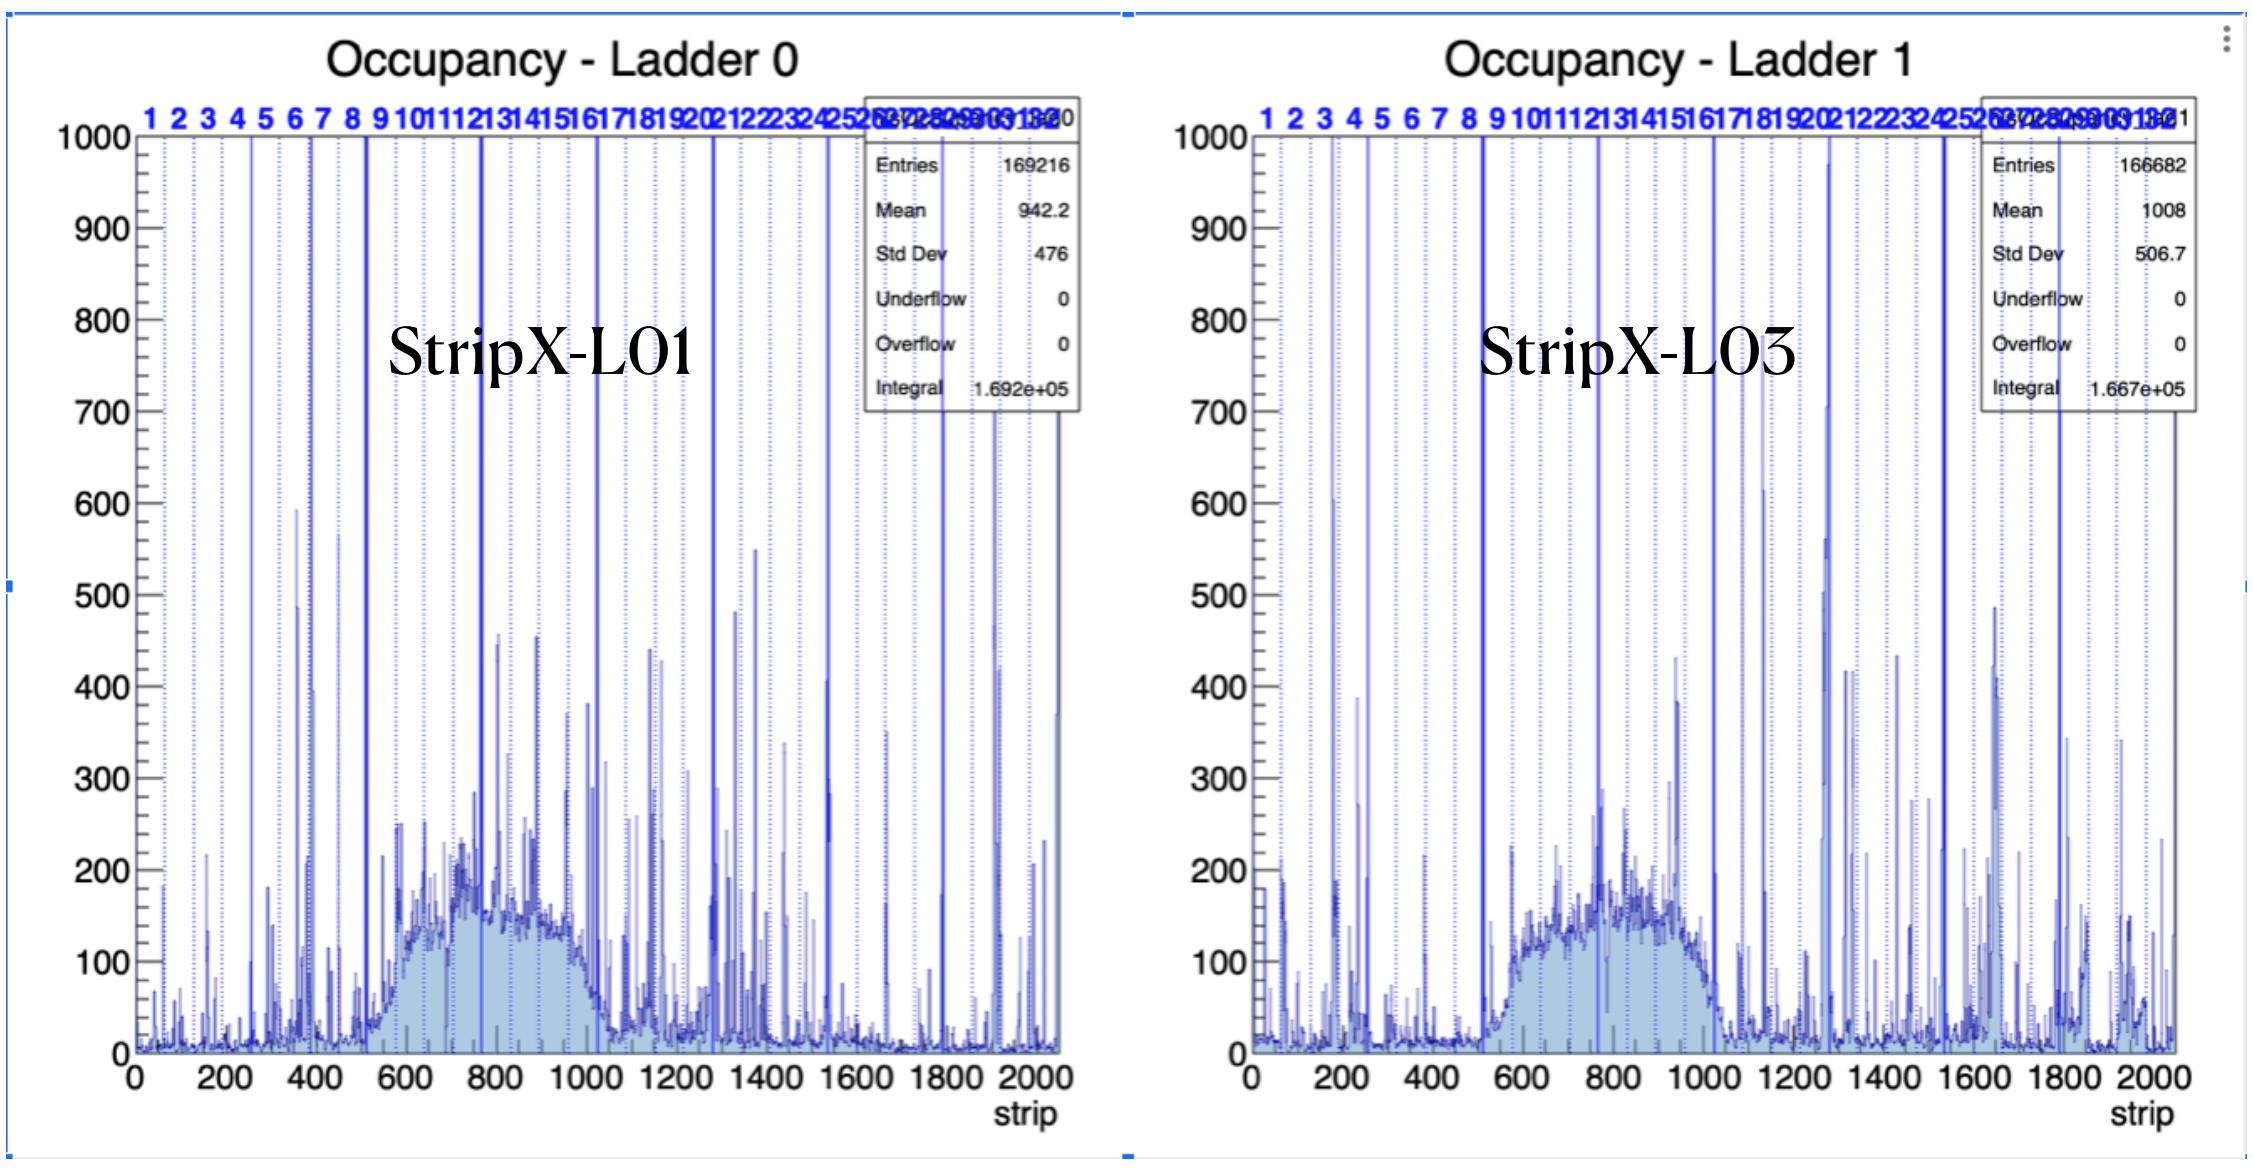 Occupancy - Ladder 0
1 2 3 4 5 6 7 8 9 10 11 12 13 14 15 16 17 18 19 20 21 22 23 24 25
Entries 169216
Mean 942.2
Std Dev 476
Underflow 0
Overflow 0
Integral 1.692e+05
StripX-L01
1000
900
800
700
600
500
400
300
200
100
0
0 200 400 600 800 1000 1200 1400 1600 1800 2000
strip
Occupancy - Ladder 1
1 2 3 4 5 6 7 8 9 10 11 12 13 14 15 16 17 18 19 20 21 22 23 24 25
Entries 166682
Mean 1008
Std Dev 506.7
Underflow 0
Overflow 0
Integral 1.667e+05
StripX-L03
1000
900
800
700
600
500
400
300
200
100
0
0 200 400 600 800 1000 1200 1400 1600 1800 2000
strip